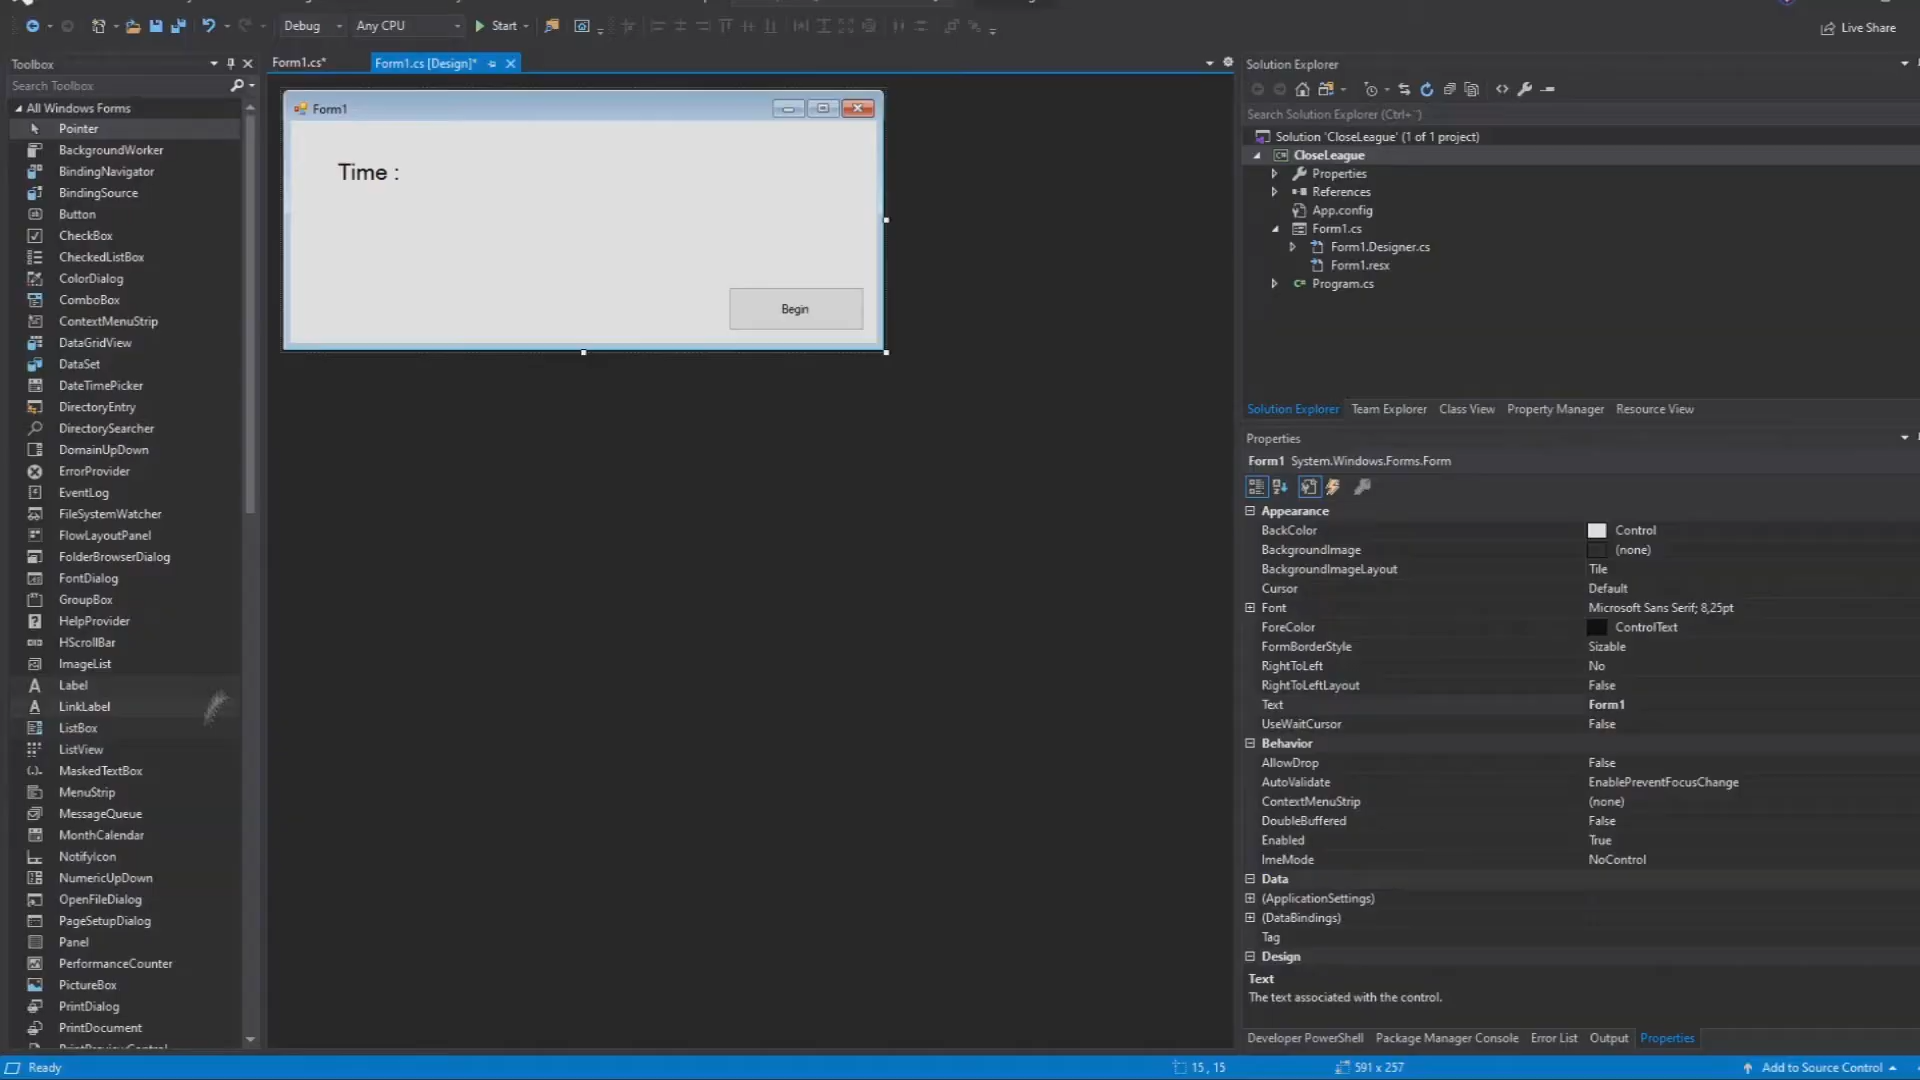 Debug
Any CPU
Start
Live Share
Toolbox
Search Toolbox
All Windows Forms
Pointer
BackgroundWorker
BindingNavigator
BindingSource
Button
CheckBox
CheckedListBox
ColorDialog
ComboBox
ContextMenuStrip
DataGridView
DataSet
DateTimePicker
DirectoryEntry
DirectorySearcher
DomainUpDown
ErrorProvider
EventLog
FileSystemWatcher
FlowLayoutPanel
FolderBrowserDialog
FontDialog
GroupBox
HelpProvider
HScrollBar
ImageList
Label
LinkLabel
ListBox
ListView
MaskedTextBox
MenuStrip
MessageQueue
MonthCalendar
NotifyIcon
NumericUpDown
OpenFileDialog
PageSetupDialog
Panel
PerformanceCounter
PictureBox
PrintDialog
PrintDocument
Form1.cs*
Form1.cs [Design]*
Form1
Time :
Begin
Solution Explorer
Search Solution Explorer (Ctrl+¨)
Solution 'CloseLeague' (1 of 1 project)
CloseLeague
Properties
References
App.config
Form1.cs
Form1.Designer.cs
Form1.resx
Program.cs
Solution Explorer Team Explorer Class View Property Manager Resource View
Properties
Form1 System.Windows.Forms.Form
Appearance
BackColor Control
BackgroundImage (none)
BackgroundImageLayout Tile
Cursor Default
Font Microsoft Sans Serif; 8,25pt
ForeColor ControlText
FormBorderStyle Sizable
RightToLeft No
RightToLeftLayout False
Text Form1
UseWaitCursor False
Behavior
AllowDrop False
AutoValidate EnablePreventFocusChange
ContextMenuStrip (none)
DoubleBuffered False
Enabled True
ImeMode NoControl
Data
(ApplicationSettings)
(DataBindings)
Tag
Design
Text
The text associated with the control.
Developer PowerShell Package Manager Console Error List Output Properties
Ready
15 , 15
591 x 257
Add to Source Control